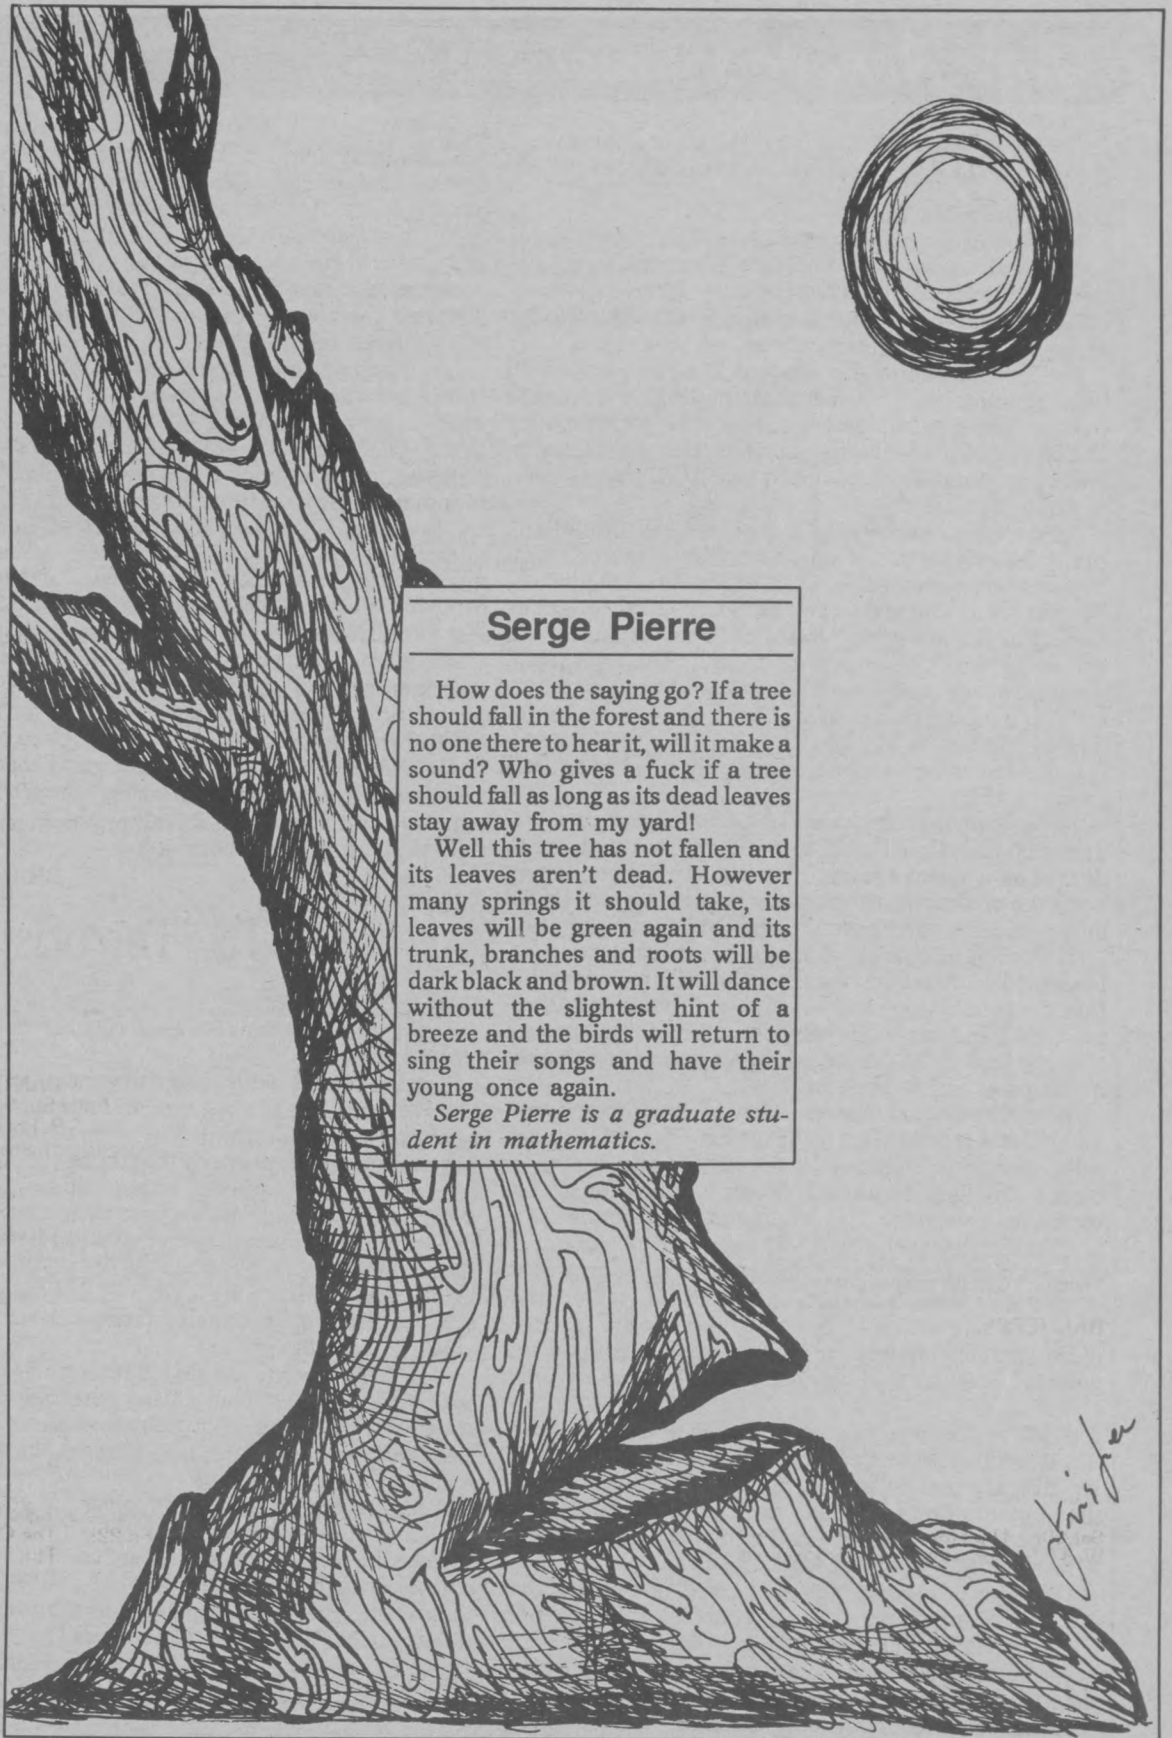 Serge Pierre
How does the saying go? If a tree
should fall in the forest and there is
no one there to hear it, will it make a
sound? Who gives a fuck if a tree
should fall as long as its dead leaves
stay away from my yard!
Well this tree has not fallen and
its leaves aren't dead. However
many springs it should take, its
leaves will be green again and its
trunk, branches and roots will be
dark black and brown. It will dance
without the slightest hint of a
breeze and the birds will return to
sing their songs and have their
young once again.
Serge Pierre is a graduate stu-
dent in mathematics.